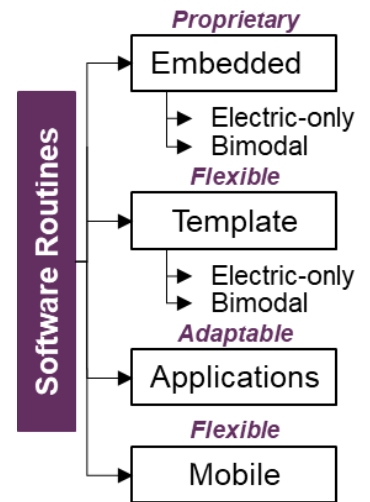 Software Routines
Proprietary
Embedded
Electric-only
Bimodal
Flexible
Template
Electric-only
Bimodal
Adaptable
Applications
Flexible
Mobile